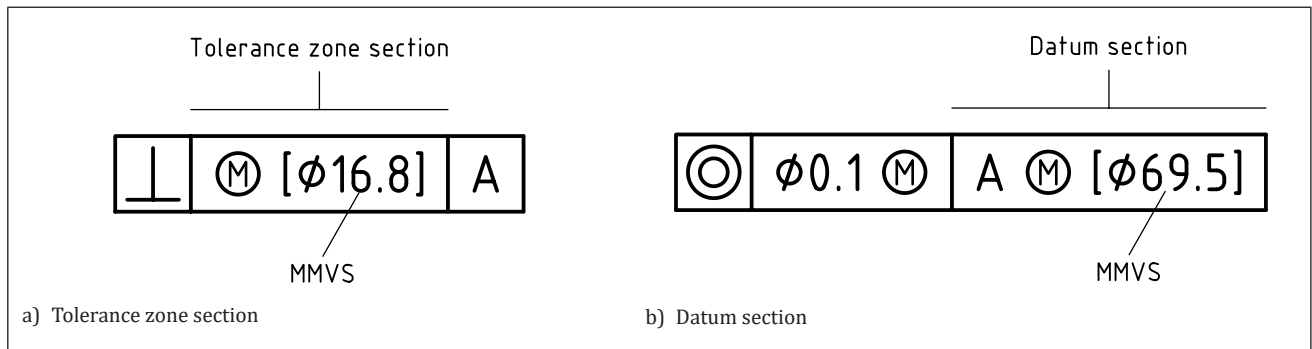 Tolerance zone section
⊥ Ⓜ [⌀16.8] A
MMVS
a) Tolerance zone section
Datum section
◎ ⌀0.1 Ⓜ A Ⓜ [⌀69.5]
MMVS
b) Datum section